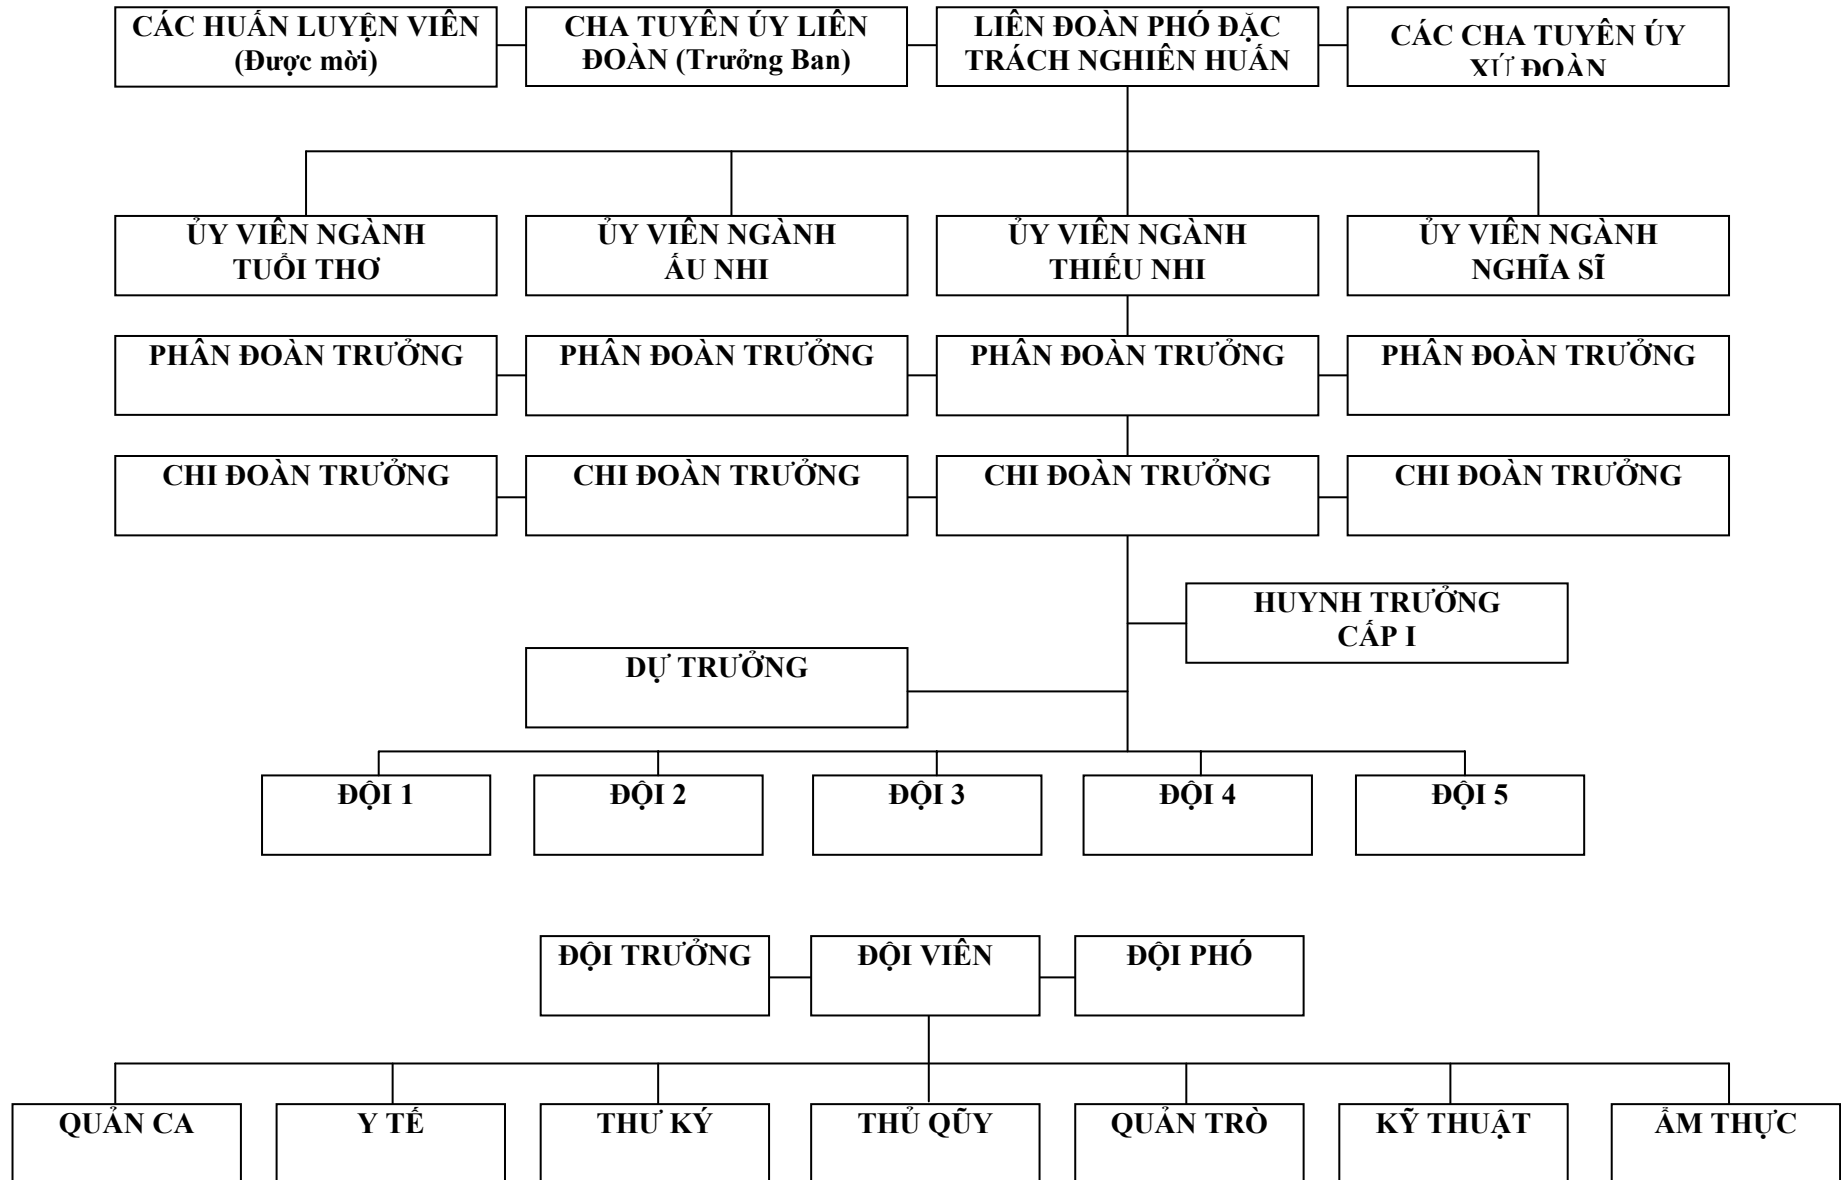 CÁC HUẤN LUYỆN VIÊN
(Được mời)
CHA TUYÊN ÚY LIÊN
ĐOÀN (Trưởng Ban)
LIÊN ĐOÀN PHÓ ĐẶC
TRÁCH NGHIÊN HUẤN
CÁC CHA TUYÊN ÚY
XỨ ĐOÀN
ỦY VIÊN NGÀNH
TUỔI THƠ
ỦY VIÊN NGÀNH
ẤU NHI
ỦY VIÊN NGÀNH
THIẾU NHI
ỦY VIÊN NGÀNH
NGHĨA SĨ
PHÂN ĐOÀN TRƯỞNG
PHÂN ĐOÀN TRƯỞNG
PHÂN ĐOÀN TRƯỞNG
PHÂN ĐOÀN TRƯỞNG
CHI ĐOÀN TRƯỞNG
CHI ĐOÀN TRƯỞNG
CHI ĐOÀN TRƯỞNG
CHI ĐOÀN TRƯỞNG
HUYNH TRƯỞNG
CẤP I
DỰ TRƯỞNG
ĐỘI 1
ĐỘI 2
ĐỘI 3
ĐỘI 4
ĐỘI 5
ĐỘI TRƯỞNG
ĐỘI VIÊN
ĐỘI PHÓ
QUẢN CA
Y TẾ
THƯ KÝ
THỦ QŨY
QUẢN TRÒ
KỸ THUẬT
ẨM THỰC